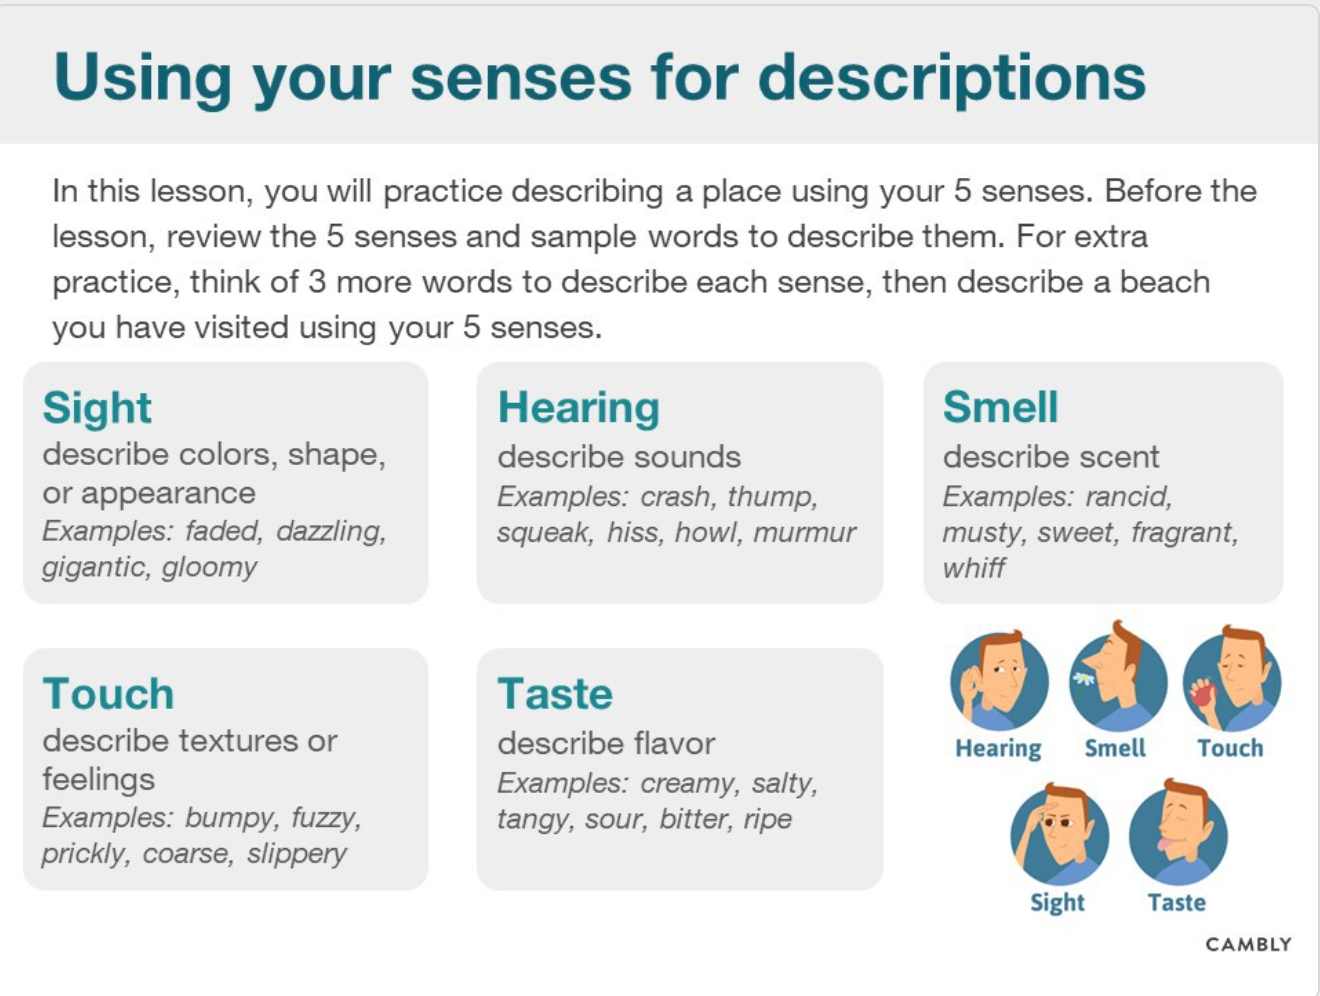 Using your senses for descriptions
In this lesson, you will practice describing a place using your 5 senses. Before the
lesson, review the 5 senses and sample words to describe them. For extra
practice, think of 3 more words to describe each sense, then describe a beach
you have visited using your 5 senses.
Sight
describe colors, shape,
or appearance
Examples: faded, dazzling,
gigantic, gloomy
Hearing
describe sounds
Examples: crash, thump,
squeak, hiss, howl, murmur
Smell
describe scent
Examples: rancid,
musty, sweet, fragrant,
whiff
Touch
describe textures or
feelings
Examples: bumpy, fuzzy,
prickly, coarse, slippery
Taste
describe flavor
Examples: creamy, salty,
tangy, sour, bitter, ripe
Hearing Smell Touch
Sight Taste
CAMBLY